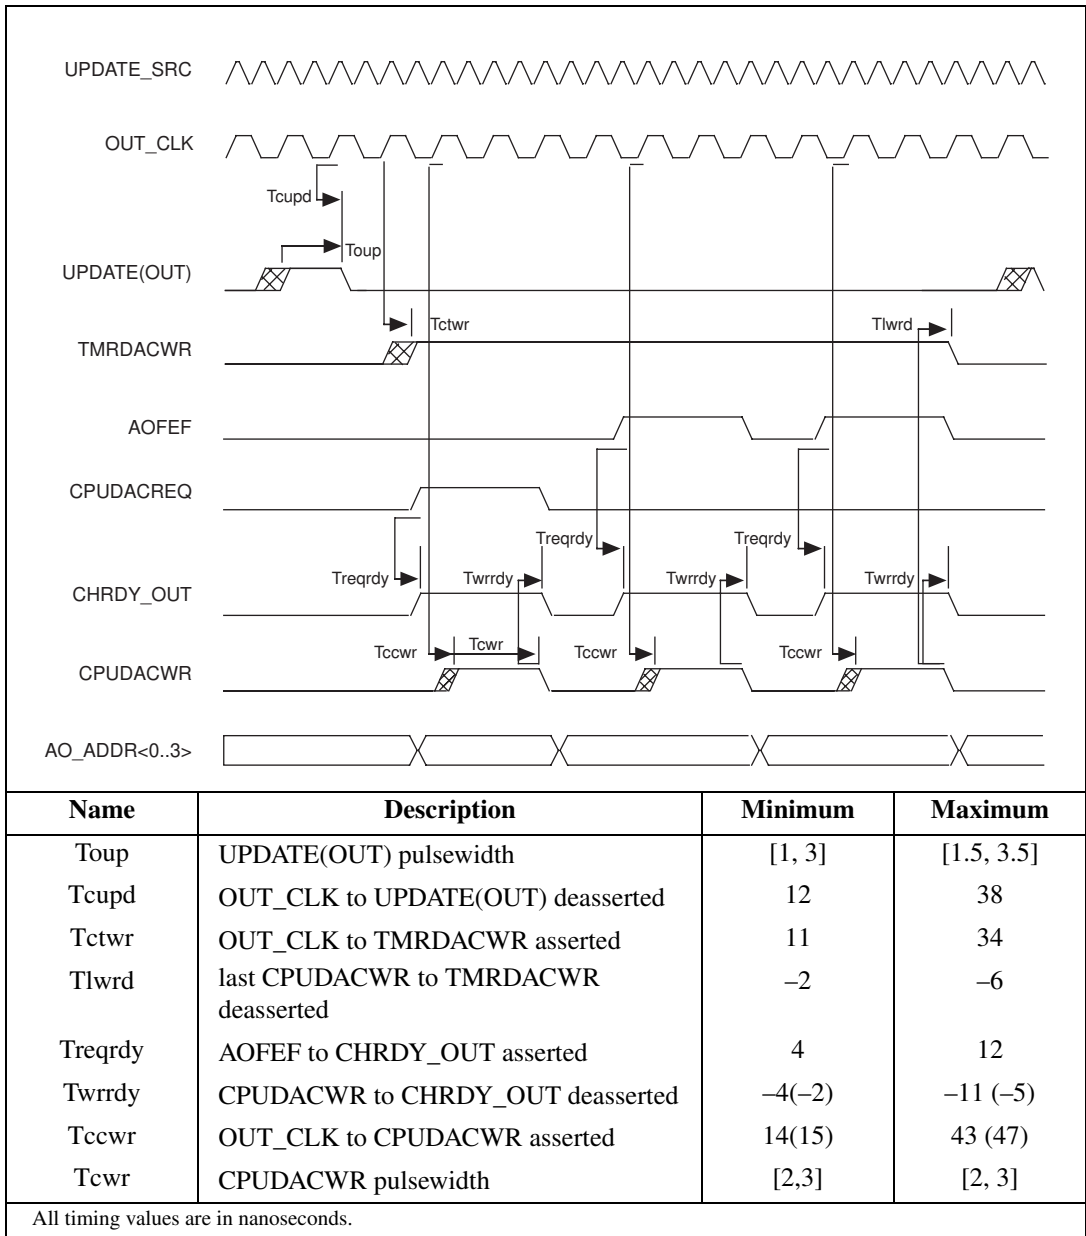 UPDATE_SRC
OUT_CLK
Tcupd
Toup
UPDATE(OUT)
Tctwr
Tlwrd
TMRDACWR
AOFEF
CPUDACREQ
Treqrdy
Treqrdy
Treqrdy
Twrrdy
Twrrdy
Twrrdy
CHRDY_OUT
Tccwr
Tcwr
Tccwr
Tccwr
CPUDACWR
AO_ADDR<0..3>
Name Description Minimum Maximum
Toup UPDATE(OUT) pulsewidth [1, 3] [1.5, 3.5]
Tcupd OUT_CLK to UPDATE(OUT) deasserted 12 38
Tctwr OUT_CLK to TMRDACWR asserted 11 34
Tlwrd last CPUDACWR to TMRDACWR –2 –6
deasserted
Treqrdy AOFEF to CHRDY_OUT asserted 4 12
Twrrdy CPUDACWR to CHRDY_OUT deasserted –4(–2) –11 (–5)
Tccwr OUT_CLK to CPUDACWR asserted 14(15) 43 (47)
Tcwr CPUDACWR pulsewidth [2,3] [2, 3]
All timing values are in nanoseconds.